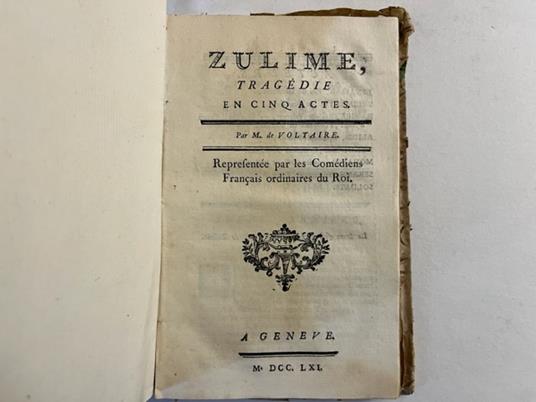 ZULIME,
TRAGÉDIE
EN CINQ ACTES.
Par M. de VOLTAIRE.
Repreſentée par les Comédiens
Français ordinaires du Roi.
A GENEVE.
M. DCC. LXI.